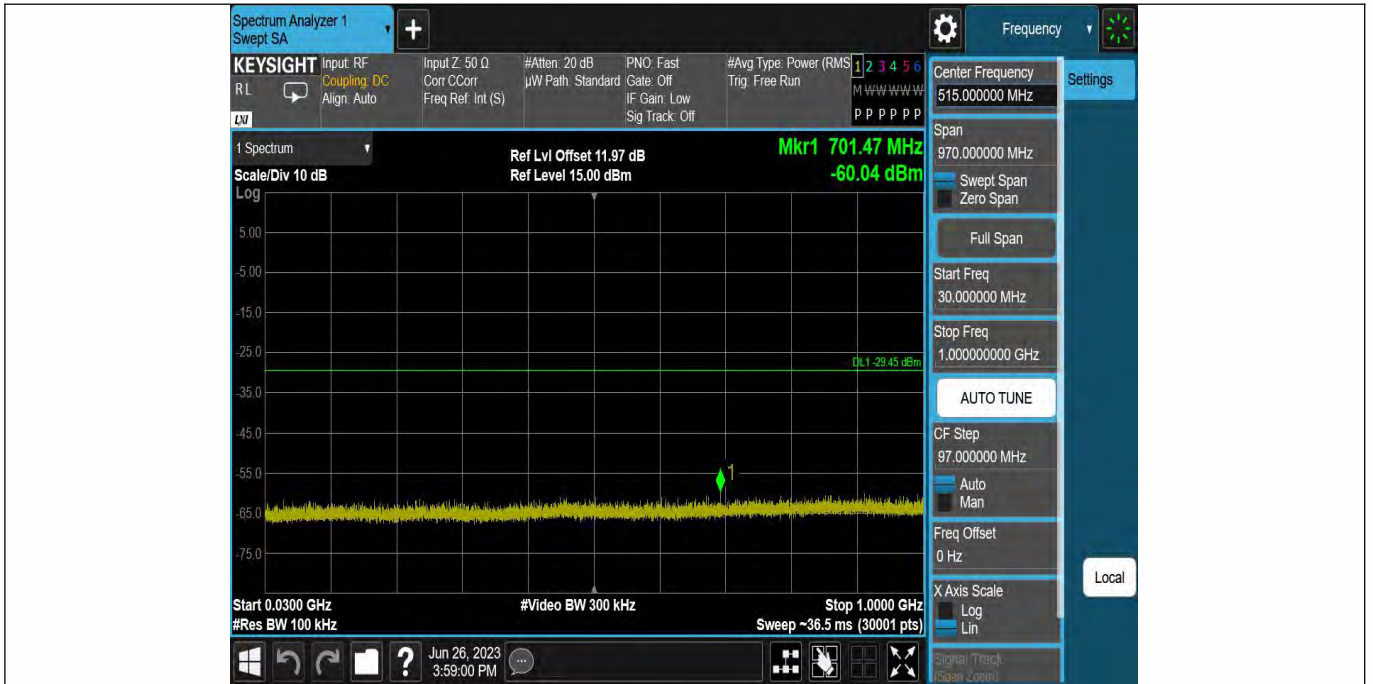 Spectrum Analyzer 1
Swept SA
+
Frequency
KEYSIGHT
RL
LXI
Input: RF
Coupling: DC
Align: Auto
Input Z: 50 Ω
Corr CCorr
Freq Ref: Int (S)
#Atten: 20 dB
µW Path: Standard
PNO: Fast
Gate: Off
IF Gain: Low
Sig Track: Off
#Avg Type: Power (RMS
Trig: Free Run
1 2 3 4 5 6
M W W W W W
P P P P P P
1 Spectrum
Scale/Div 10 dB
Log
Ref Lvl Offset 11.97 dB
Ref Level 15.00 dBm
Mkr1 701.47 MHz
-60.04 dBm
5.00
-5.00
-15.0
-25.0
DL1 -29.45 dBm
-35.0
-45.0
-55.0
1
-65.0
-75.0
Start 0.0300 GHz
#Res BW 100 kHz
#Video BW 300 kHz
Stop 1.0000 GHz
Sweep ~36.5 ms (30001 pts)
?
Jun 26, 2023
3:59:00 PM
Center Frequency
515.000000 MHz
Span
970.000000 MHz
Swept Span
Zero Span
Full Span
Start Freq
30.000000 MHz
Stop Freq
1.000000000 GHz
AUTO TUNE
CF Step
97.000000 MHz
Auto
Man
Freq Offset
0 Hz
X Axis Scale
Log
Lin
Signal Track
(Span Zoom)
Settings
Local